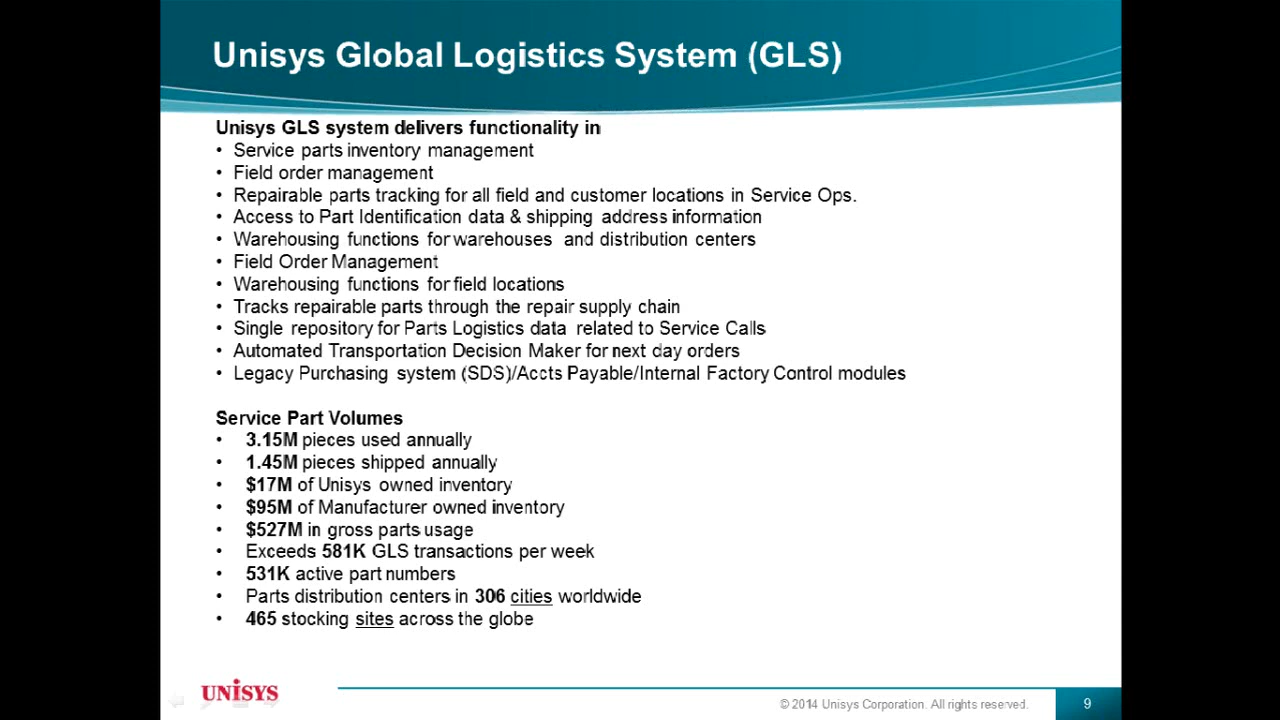 Unisys Global Logistics System (GLS)
Unisys GLS system delivers functionality in
• Service parts inventory management
• Field order management
• Repairable parts tracking for all field and customer locations in Service Ops.
• Access to Part Identification data & shipping address information
• Warehousing functions for warehouses and distribution centers
• Field Order Management
• Warehousing functions for field locations
• Tracks repairable parts through the repair supply chain
• Single repository for Parts Logistics data related to Service Calls
• Automated Transportation Decision Maker for next day orders
• Legacy Purchasing system (SDS)/Accts Payable/Internal Factory Control modules
Service Part Volumes
• 3.15M pieces used annually
• 1.45M pieces shipped annually
• $17M of Unisys owned inventory
• $95M of Manufacturer owned inventory
• $527M in gross parts usage
• Exceeds 581K GLS transactions per week
• 531K active part numbers
• Parts distribution centers in 306 cities worldwide
• 465 stocking sites across the globe
UNISYS
© 2014 Unisys Corporation. All rights reserved.
9